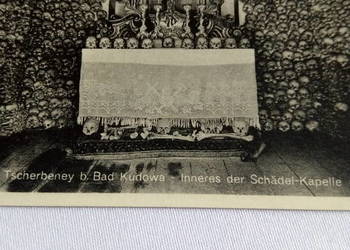 Tscherbeney b. Bad Kudowa - Inneres der Schädel-Kapelle